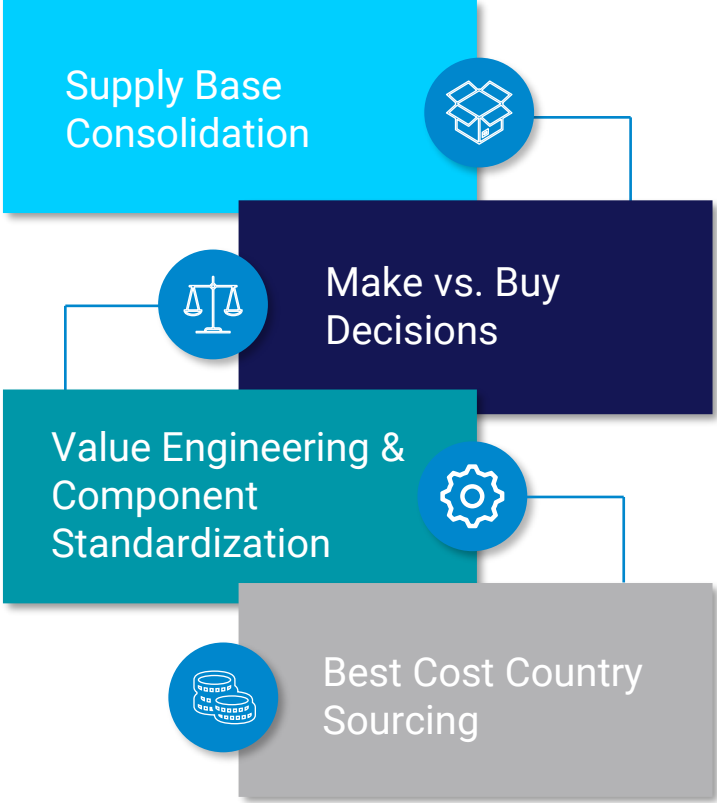 Supply Base
Consolidation
Make vs. Buy
Decisions
Value Engineering &
Component
Standardization
Best Cost Country
Sourcing